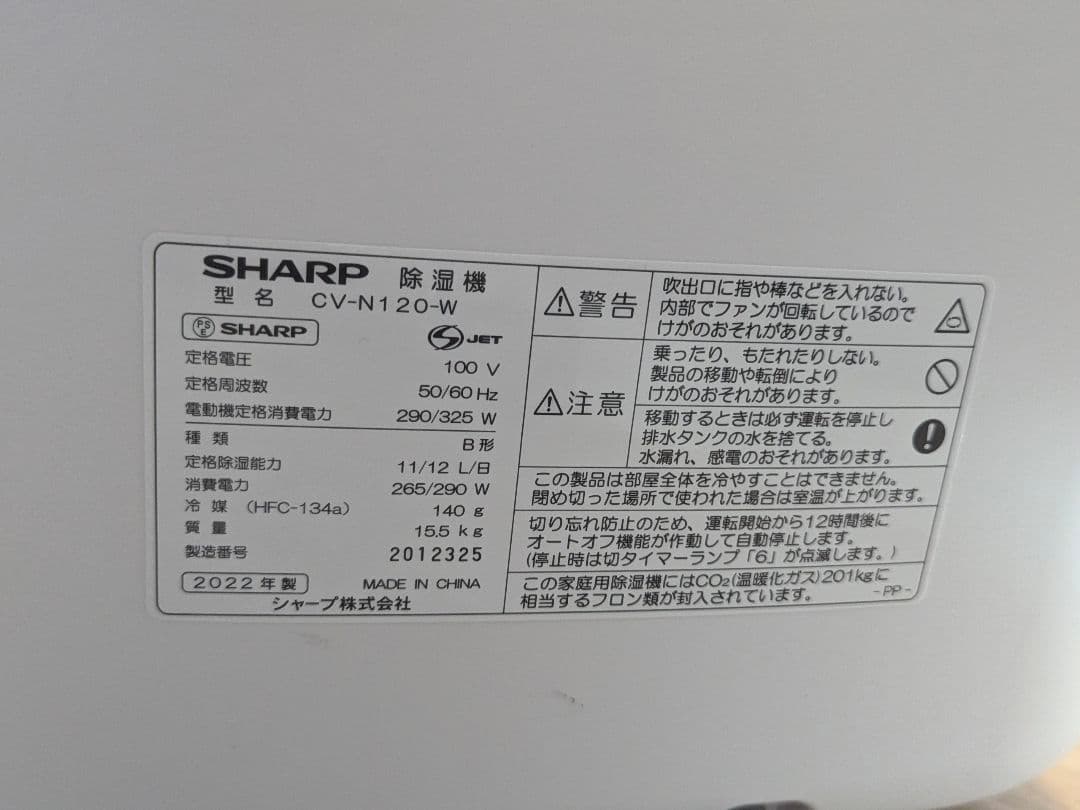 SHARP 除湿機
型名 CV-N120-W
PSE SHARP
S JET
定格電圧 100 V
定格周波数 50/60 Hz
電動機定格消費電力 290/325 W
種類 B形
定格除湿能力 11/12 L/日
消費電力 265/290 W
冷媒 (HFC-134a) 140 g
質量 15.5 kg
製造番号 2012325
2022年製 MADE IN CHINA
シャープ株式会社
警告
吹出口に指や棒などを入れない。
内部でファンが回転しているので
けがのおそれがあります。
注意
乗ったり、もたれたりしない。
製品の移動や転倒により
けがのおそれがあります。
移動するときは必ず運転を停止し
排水タンクの水を捨てる。
水漏れ、感電のおそれがあります。
この製品は部屋全体を冷やすことはできません。
閉め切った場所で使われた場合は室温が上がります。
切り忘れ防止のため、運転開始から12時間後に
オートオフ機能が作動して自動停止します。
(停止時は切タイマーランプ「6」が点滅します。)
この家庭用除湿機にはCO₂(温暖化ガス)201kgに
相当するフロン類が封入されています。
-PP-